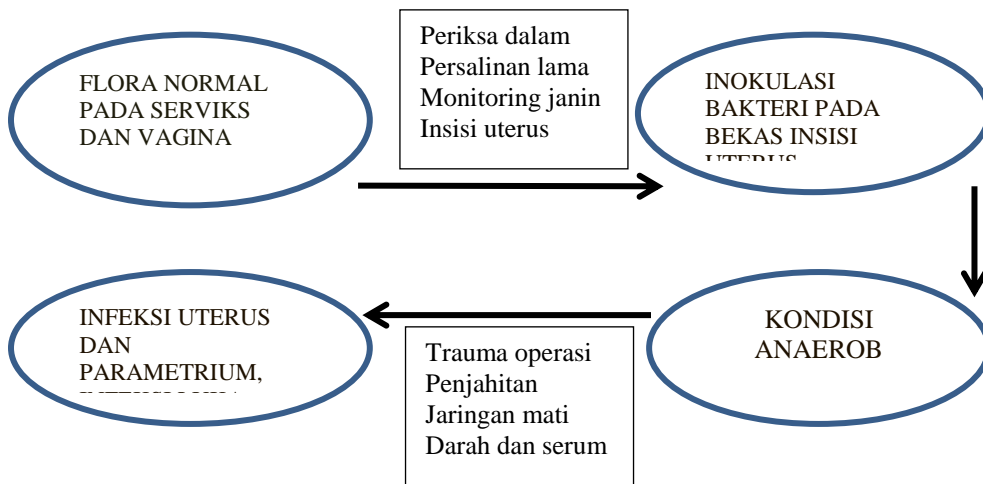 FLORA NORMAL
PADA SERVIKS
DAN VAGINA
Periksa dalam
Persalinan lama
Monitoring janin
Insisi uterus
INOKULASI
BAKTERI PADA
BEKAS INSISI
UTERUS
KONDISI
ANAEROB
Trauma operasi
Penjahitan
Jaringan mati
Darah dan serum
INFEKSI UTERUS
DAN
PARAMETRIUM,